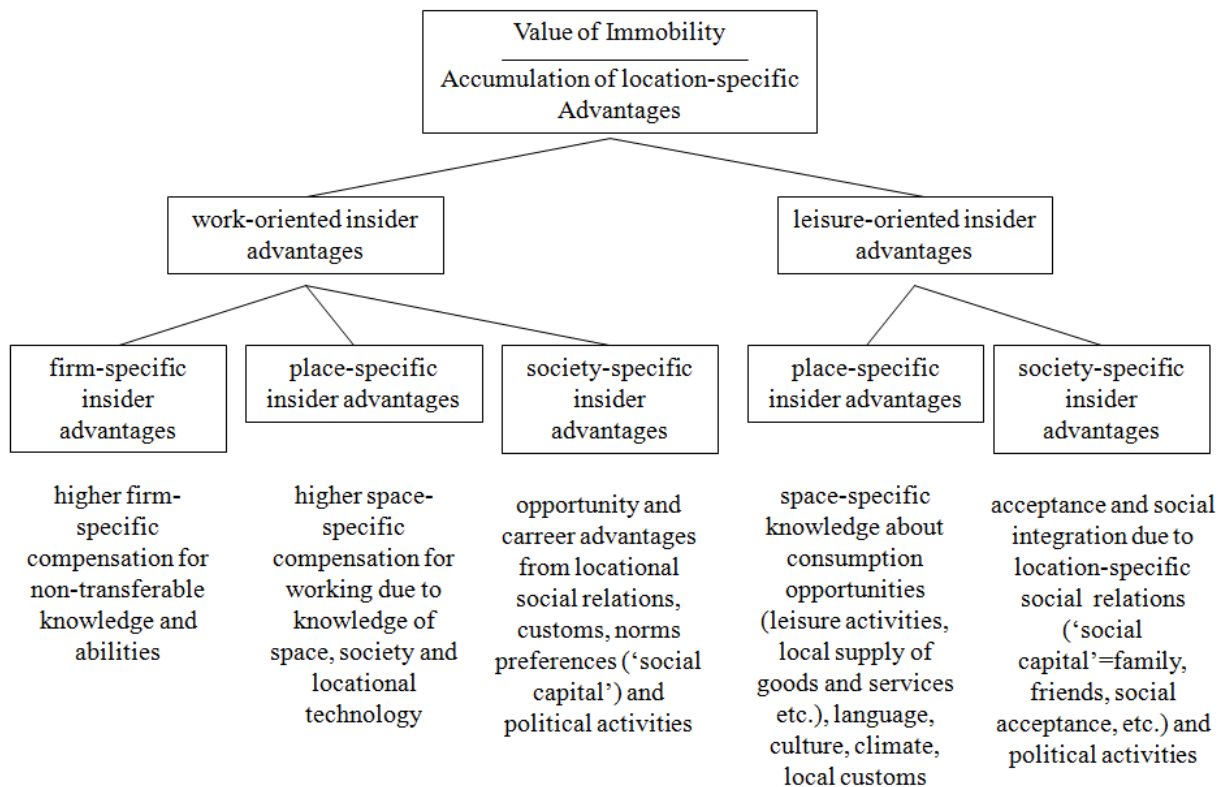 Value of Immobility
Accumulation of location-specific
Advantages
work-oriented insider
advantages
leisure-oriented insider
advantages
firm-specific
insider
advantages
place-specific
insider advantages
society-specific
insider
advantages
place-specific
insider advantages
society-specific
insider
advantages
higher firm-
specific
compensation for
non-transferable
knowledge and
abilities
higher space-
specific
compensation for
working due to
knowledge of
space, society and
locational
technology
opportunity and
carreer advantages
from locational
social relations,
customs, norms
preferences (‘social
capital’) and
political activities
space-specific
knowledge about
consumption
opportunities
(leisure activities,
local supply of
goods and services
etc.), language,
culture, climate,
local customs
acceptance and social
integration due to
location-specific
social relations
(‘social
capital’=family,
friends, social
acceptance, etc.) and
political activities